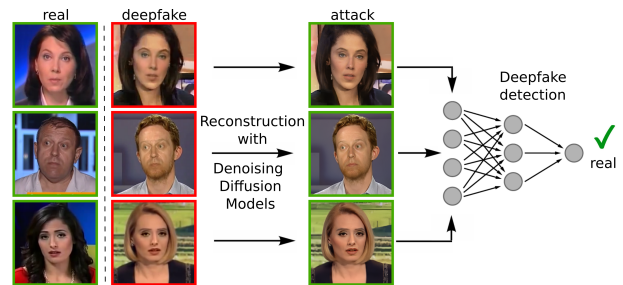 real
deepfake
attack
Reconstruction
with
Denoising
Diffusion
Models
Deepfake
detection
real